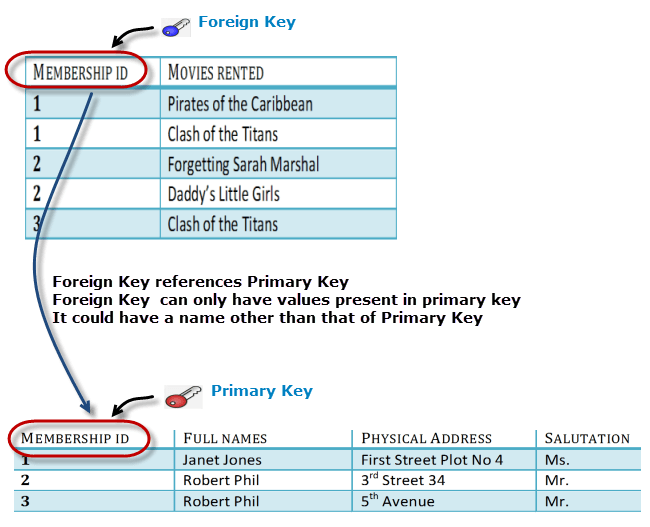 Foreign Key
MEMBERSHIP ID MOVIES RENTED
1 Pirates of the Caribbean
1 Clash of the Titans
2 Forgetting Sarah Marshal
2 Daddy's Little Girls
3 Clash of the Titans
Foreign Key references Primary Key
Foreign Key can only have values present in primary key
It could have a name other than that of Primary Key
Primary Key
MEMBERSHIP ID FULL NAMES PHYSICAL ADDRESS SALUTATION
1 Janet Jones First Street Plot No 4 Ms.
2 Robert Phil 3rd Street 34 Mr.
3 Robert Phil 5th Avenue Mr.